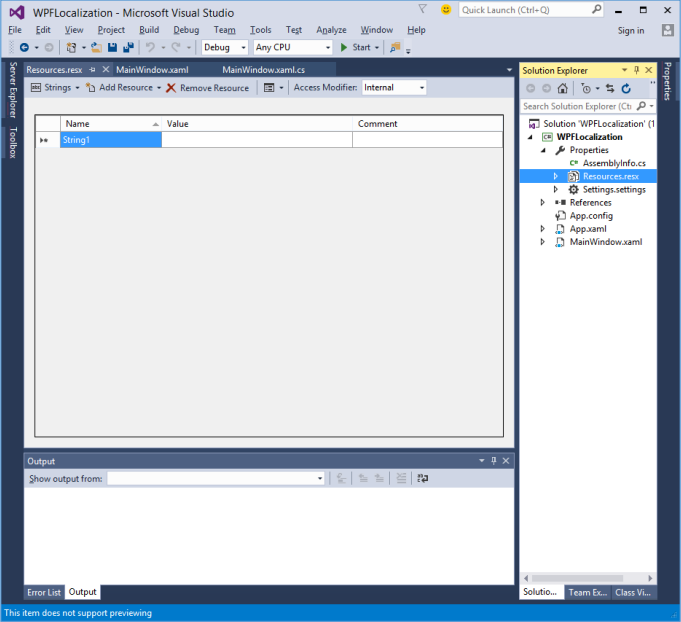 WPFLocalization - Microsoft Visual Studio
Quick Launch (Ctrl+Q)
File Edit View Project Build Debug Team Tools Test Analyze Window Help
Sign in
Debug Any CPU Start
Server Explorer
Toolbox
Resources.resx MainWindow.xaml MainWindow.xaml.cs
Strings Add Resource Remove Resource Access Modifier: Internal
Name Value Comment
String1
Solution Explorer
Search Solution Explorer (Ctrl
Solution 'WPFLocalization' (1
WPFLocalization
Properties
AssemblyInfo.cs
Resources.resx
Settings.settings
References
App.config
App.xaml
MainWindow.xaml
Properties
Output
Show output from:
Error List Output
Solutio... Team Ex... Class Vi...
This item does not support previewing